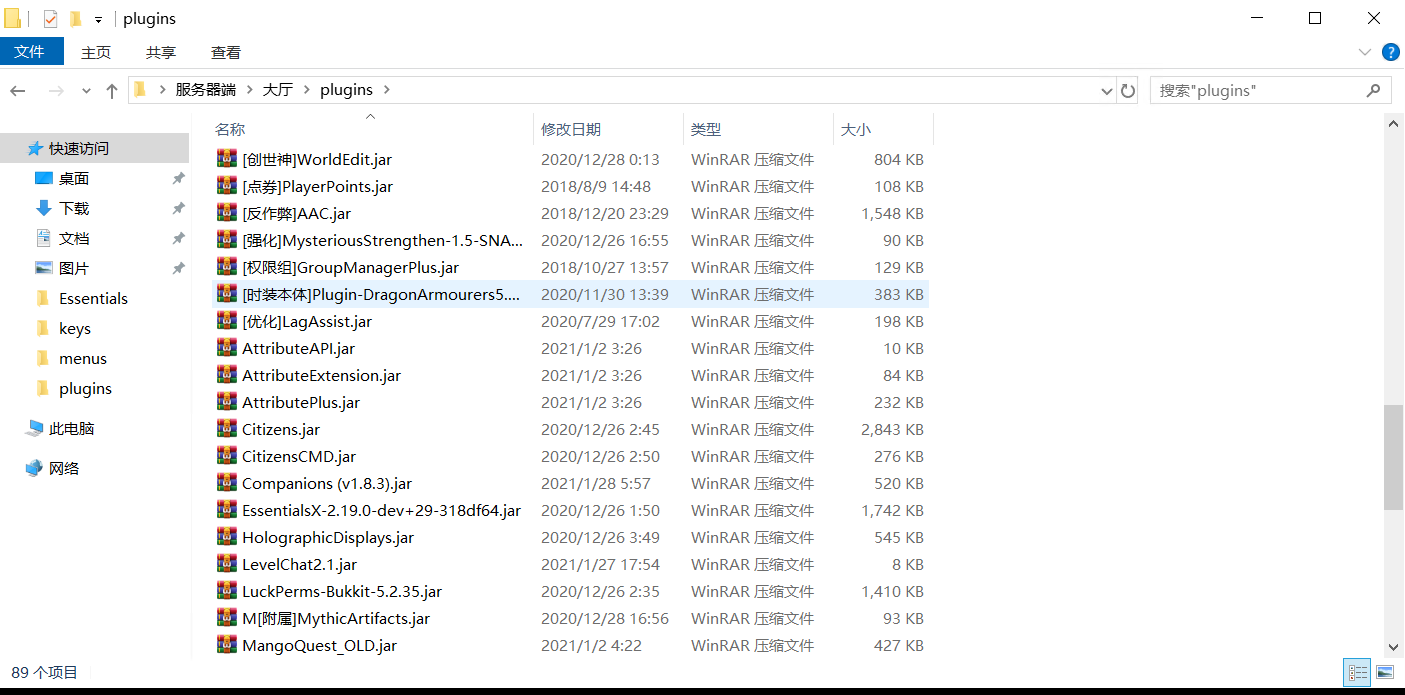 plugins
文件 主页 共享 查看
服务器端 大厅 plugins 搜索"plugins"
名称 修改日期 类型 大小
快速访问
桌面
下载
文档
图片
Essentials
keys
menus
plugins
此电脑
网络
[创世神]WorldEdit.jar 2020/12/28 0:13 WinRAR 压缩文件 804 KB
[点券]PlayerPoints.jar 2018/8/9 14:48 WinRAR 压缩文件 108 KB
[反作弊]AAC.jar 2018/12/20 23:29 WinRAR 压缩文件 1,548 KB
[强化]MysteriousStrengthen-1.5-SNA... 2020/12/26 16:55 WinRAR 压缩文件 90 KB
[权限组]GroupManagerPlus.jar 2018/10/27 13:57 WinRAR 压缩文件 129 KB
[时装本体]Plugin-DragonArmourers5.... 2020/11/30 13:39 WinRAR 压缩文件 383 KB
[优化]LagAssist.jar 2020/7/29 17:02 WinRAR 压缩文件 198 KB
AttributeAPI.jar 2021/1/2 3:26 WinRAR 压缩文件 10 KB
AttributeExtension.jar 2021/1/2 3:26 WinRAR 压缩文件 84 KB
AttributePlus.jar 2021/1/2 3:26 WinRAR 压缩文件 232 KB
Citizens.jar 2020/12/26 2:45 WinRAR 压缩文件 2,843 KB
CitizensCMD.jar 2020/12/26 2:50 WinRAR 压缩文件 276 KB
Companions (v1.8.3).jar 2021/1/28 5:57 WinRAR 压缩文件 520 KB
EssentialsX-2.19.0-dev+29-318df64.jar 2020/12/26 1:50 WinRAR 压缩文件 1,742 KB
HolographicDisplays.jar 2020/12/26 3:49 WinRAR 压缩文件 545 KB
LevelChat2.1.jar 2021/1/27 17:54 WinRAR 压缩文件 8 KB
LuckPerms-Bukkit-5.2.35.jar 2020/12/26 2:35 WinRAR 压缩文件 1,410 KB
M[附属]MythicArtifacts.jar 2020/12/28 16:56 WinRAR 压缩文件 93 KB
MangoQuest_OLD.jar 2021/1/2 4:22 WinRAR 压缩文件 427 KB
89 个项目